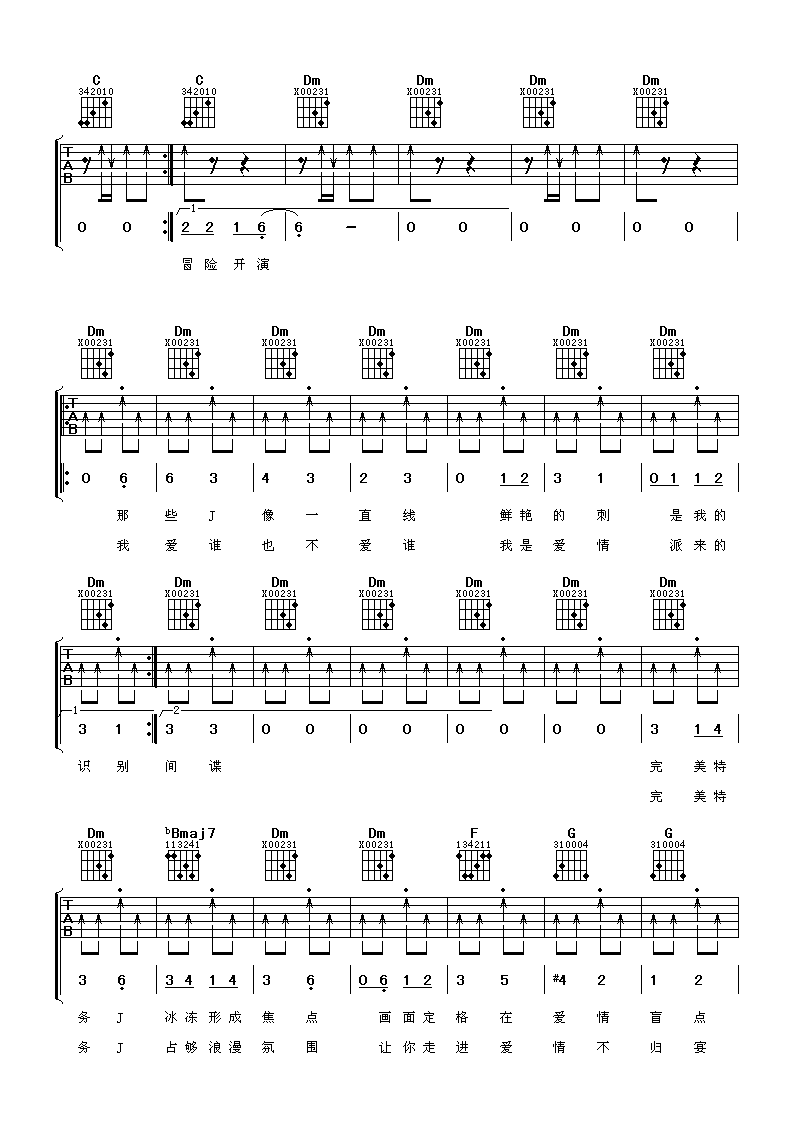 C C Dm Dm Dm Dm
342010 342010 X00231 X00231 X00231 X00231
T
A
B
1
0 0 2 2 1 6 6 – 0 0 0 0 0 0
冒 险 开 演
Dm Dm Dm Dm Dm Dm Dm
X00231 X00231 X00231 X00231 X00231 X00231 X00231
T
A
B
0 6 6 3 4 3 2 3 0 1 2 3 1 0 1 1 2
那 些 J 像 一 直 线 鲜 艳 的 刺 是 我 的
我 爱 谁 也 不 爱 谁 我 是 爱 情 派 来 的
Dm Dm Dm Dm Dm Dm Dm
X00231 X00231 X00231 X00231 X00231 X00231 X00231
T
A
B
1 2
3 1 3 3 0 0 0 0 0 0 0 0 3 1 4
识 别 间 谍 完 美 特
完 美 特
Dm bBmaj7 Dm Dm F G G
X00231 113241 X00231 X00231 134211 310004 310004
T
A
B
3 6 3 4 1 4 3 6 0 6 1 2 3 5 #4 2 1 2
务 J 冰 冻 形 成 焦 点 画 面 定 格 在 爱 情 盲 点
务 J 占 够 浪 漫 氛 围 让 你 走 进 爱 情 不 归 宴